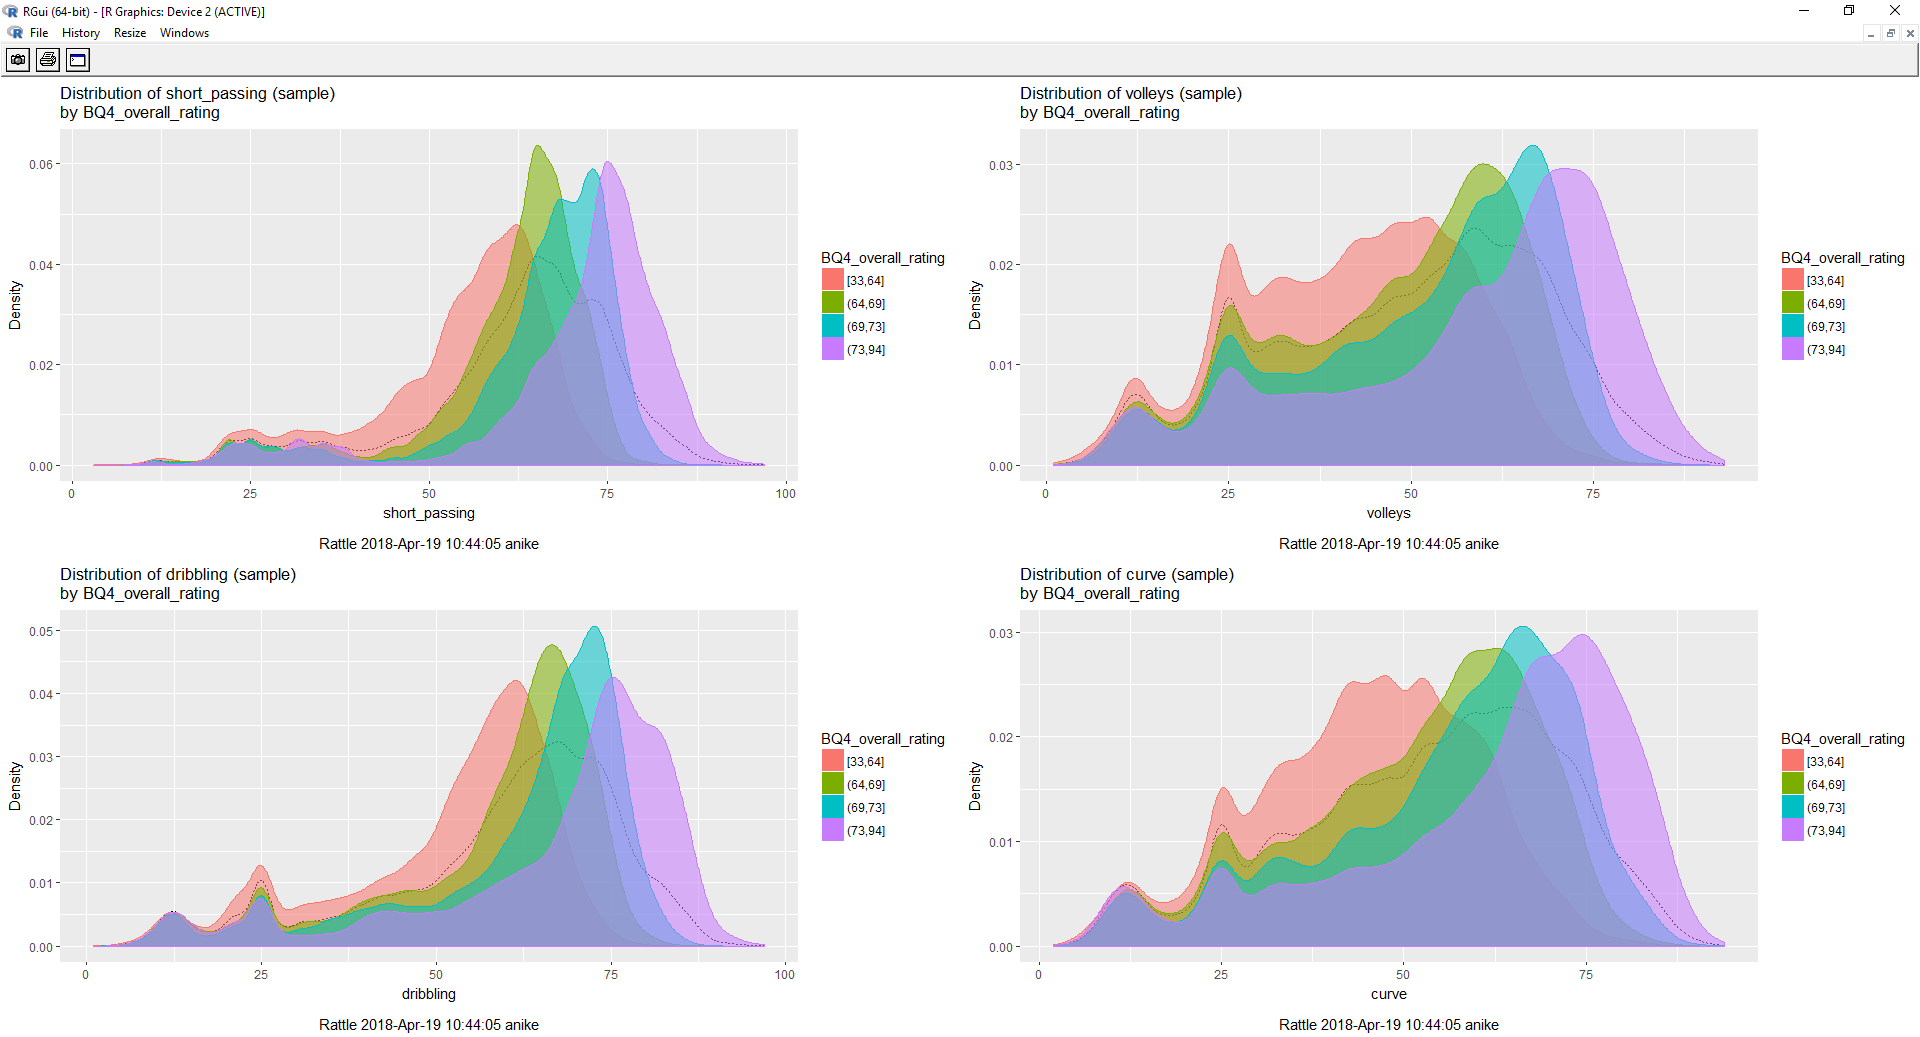 RGui (64-bit) - [R Graphics: Device 2 (ACTIVE)]
File History Resize Windows
Distribution of short_passing (sample)
by BQ4_overall_rating
0.06
0.04
0.02
0.00
Density
0 25 50 75 100
short_passing
BQ4_overall_rating
[33,64]
(64,69]
(69,73]
(73,94]
Rattle 2018-Apr-19 10:44:05 anike
Distribution of volleys (sample)
by BQ4_overall_rating
0.03
0.02
0.01
0.00
Density
0 25 50 75
volleys
BQ4_overall_rating
[33,64]
(64,69]
(69,73]
(73,94]
Rattle 2018-Apr-19 10:44:05 anike
Distribution of dribbling (sample)
by BQ4_overall_rating
0.05
0.04
0.03
0.02
0.01
0.00
Density
0 25 50 75 100
dribbling
BQ4_overall_rating
[33,64]
(64,69]
(69,73]
(73,94]
Rattle 2018-Apr-19 10:44:05 anike
Distribution of curve (sample)
by BQ4_overall_rating
0.03
0.02
0.01
0.00
Density
0 25 50 75
curve
BQ4_overall_rating
[33,64]
(64,69]
(69,73]
(73,94]
Rattle 2018-Apr-19 10:44:05 anike